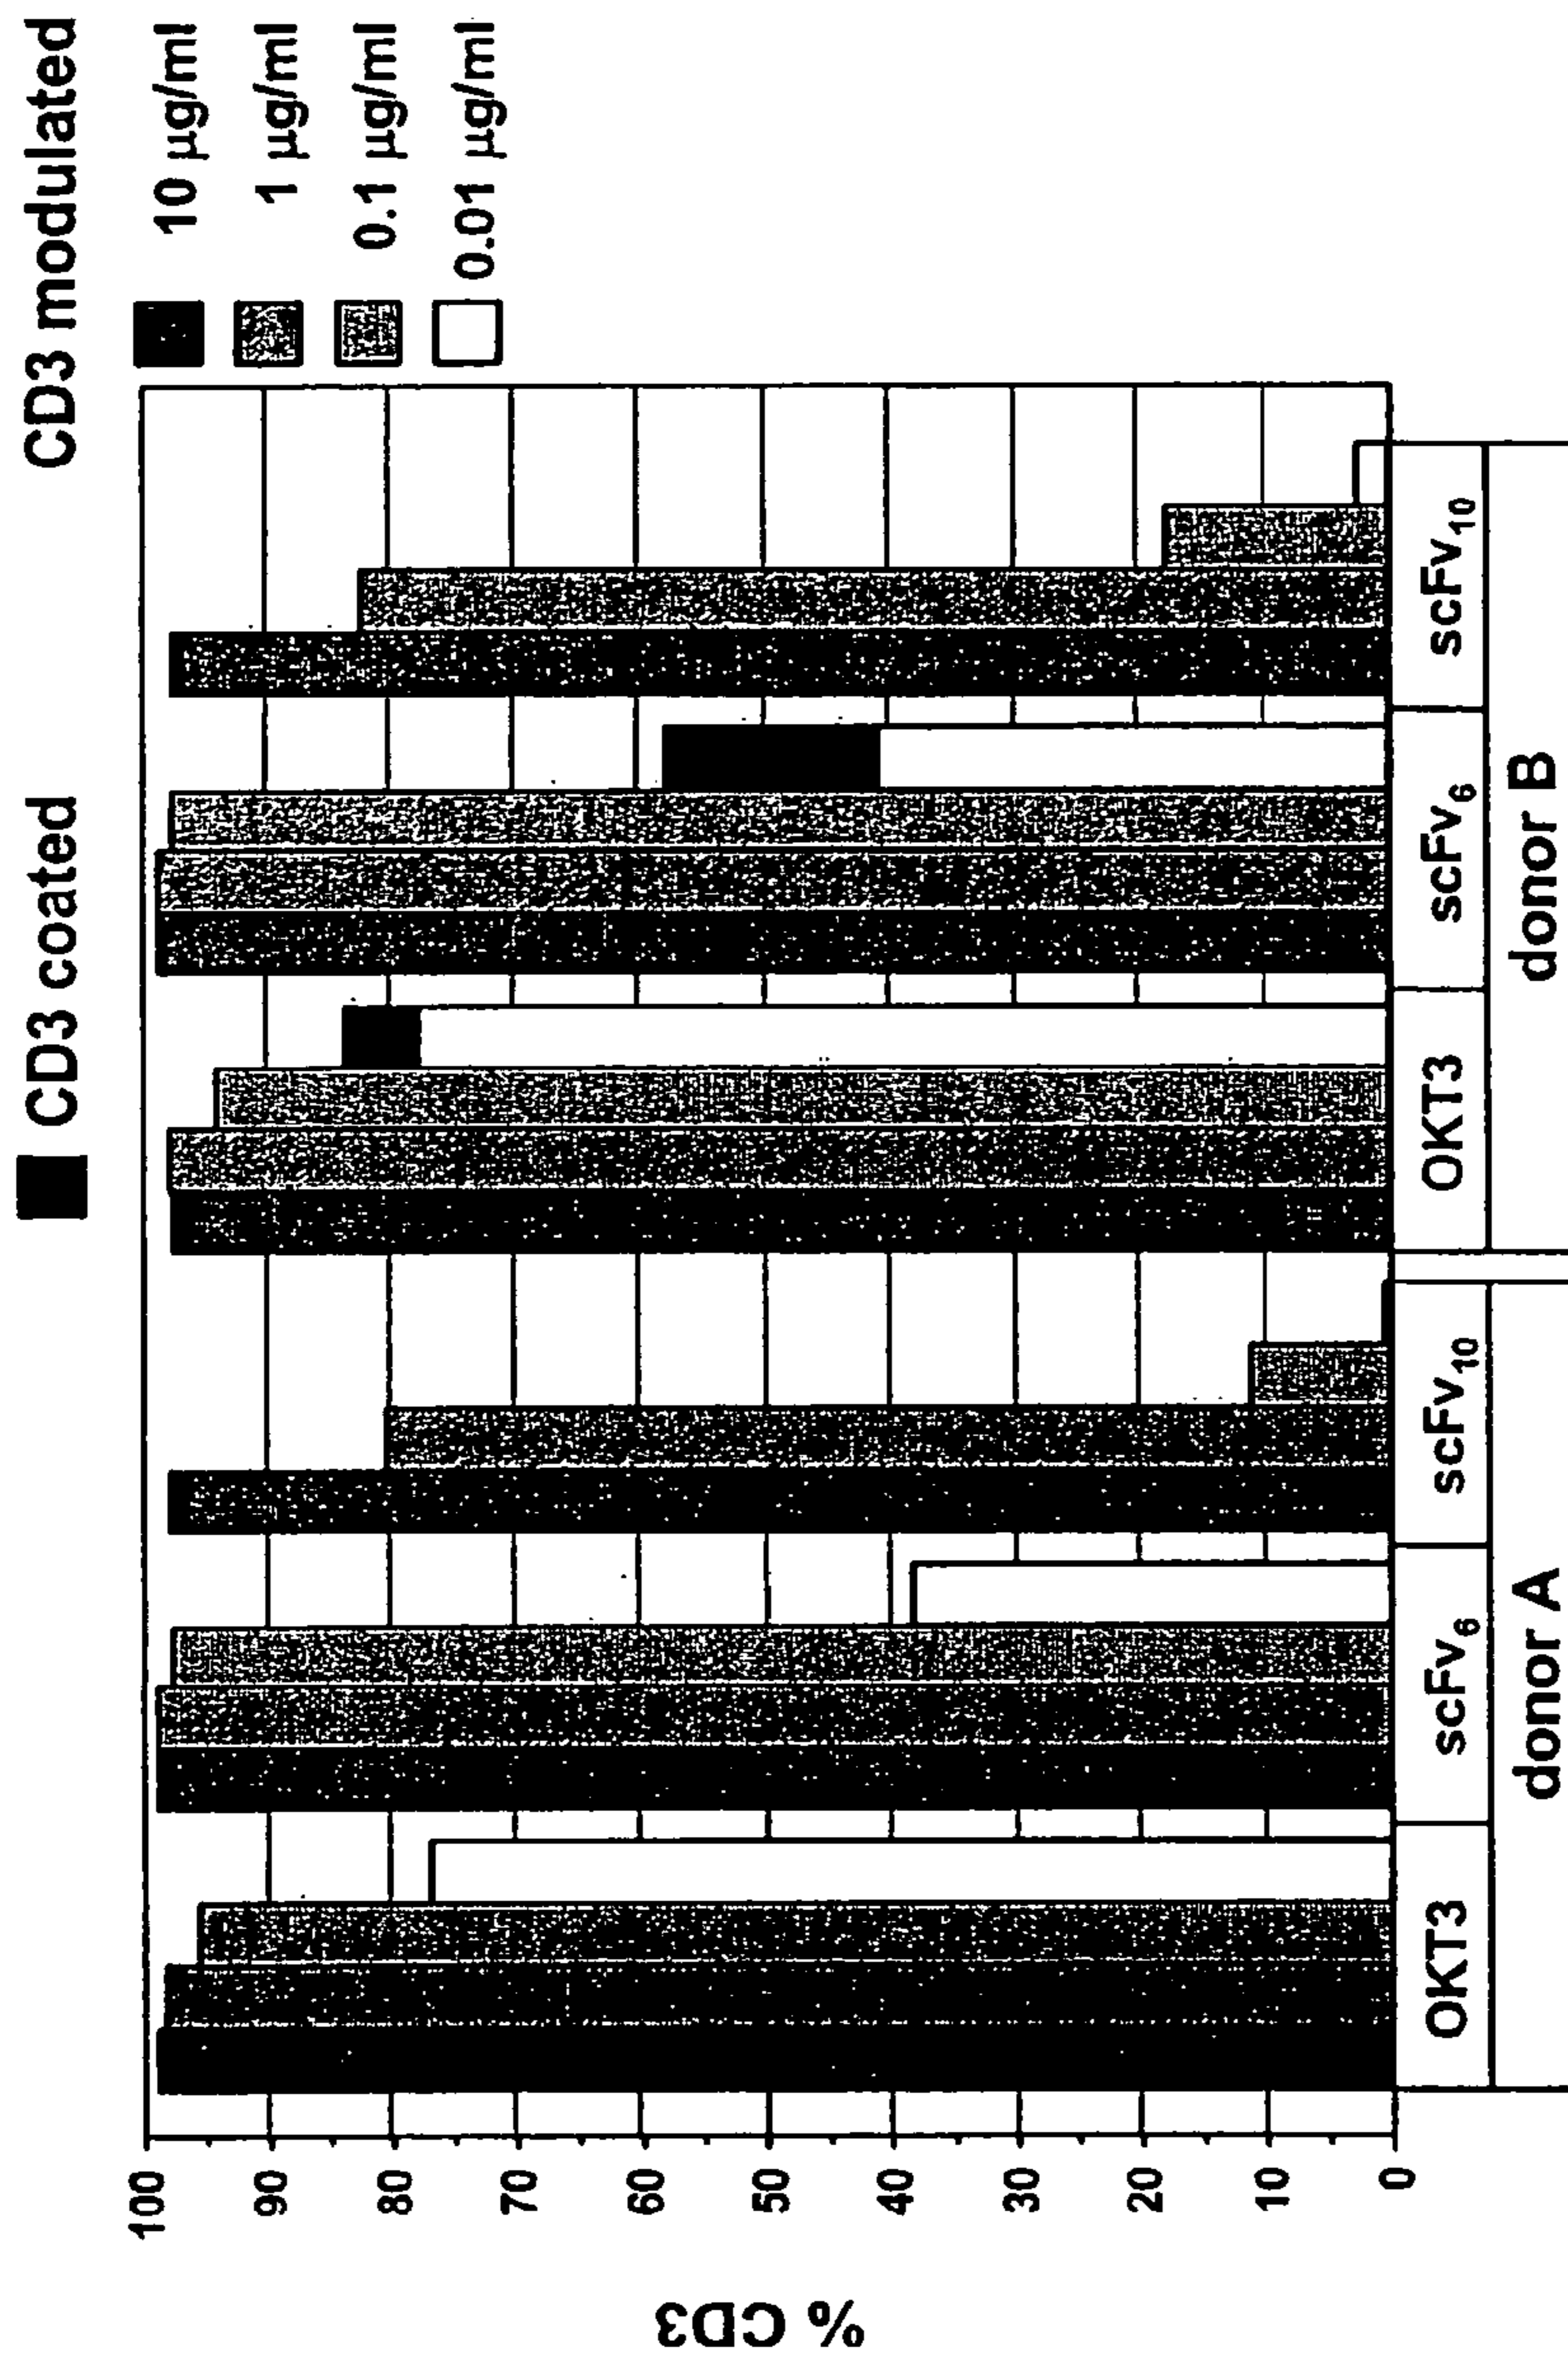 CD3 coated
CD3 modulated
10 µg/ml
1 µg/ml
0.1 µg/ml
0.01 µg/ml
% CD3
100
90
80
70
60
50
40
30
20
10
0
OKT3
scFv6
scFv10
OKT3
scFv6
scFv10
donor A
donor B